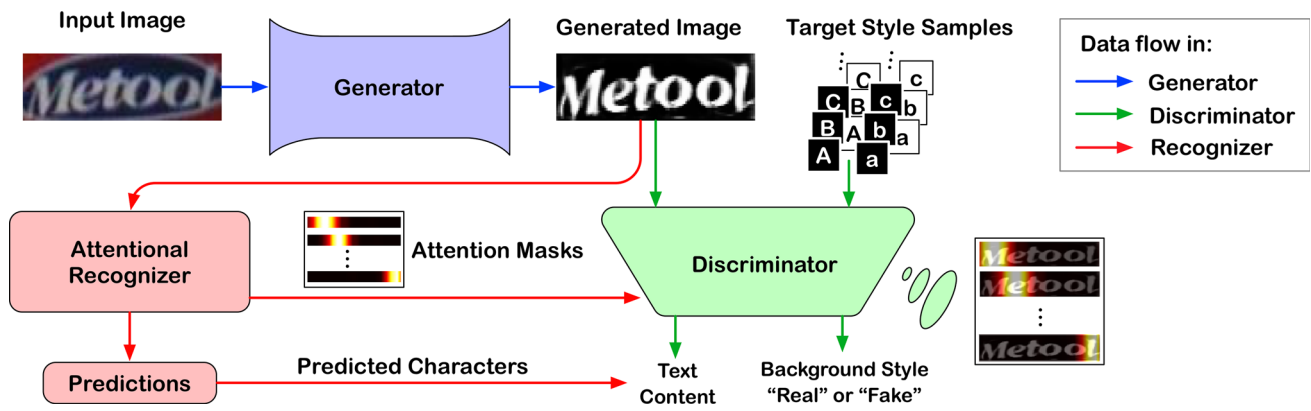 Input Image
Generated Image
Target Style Samples
Data flow in:
Generator
Discriminator
Recognizer
Metool
Generator
Metool
C c
C B c b
B A b a
A a
Attentional
Recognizer
Attention Masks
Discriminator
Metool
Metool
Metool
Predictions
Predicted Characters
Text
Content
Background Style
“Real” or “Fake”